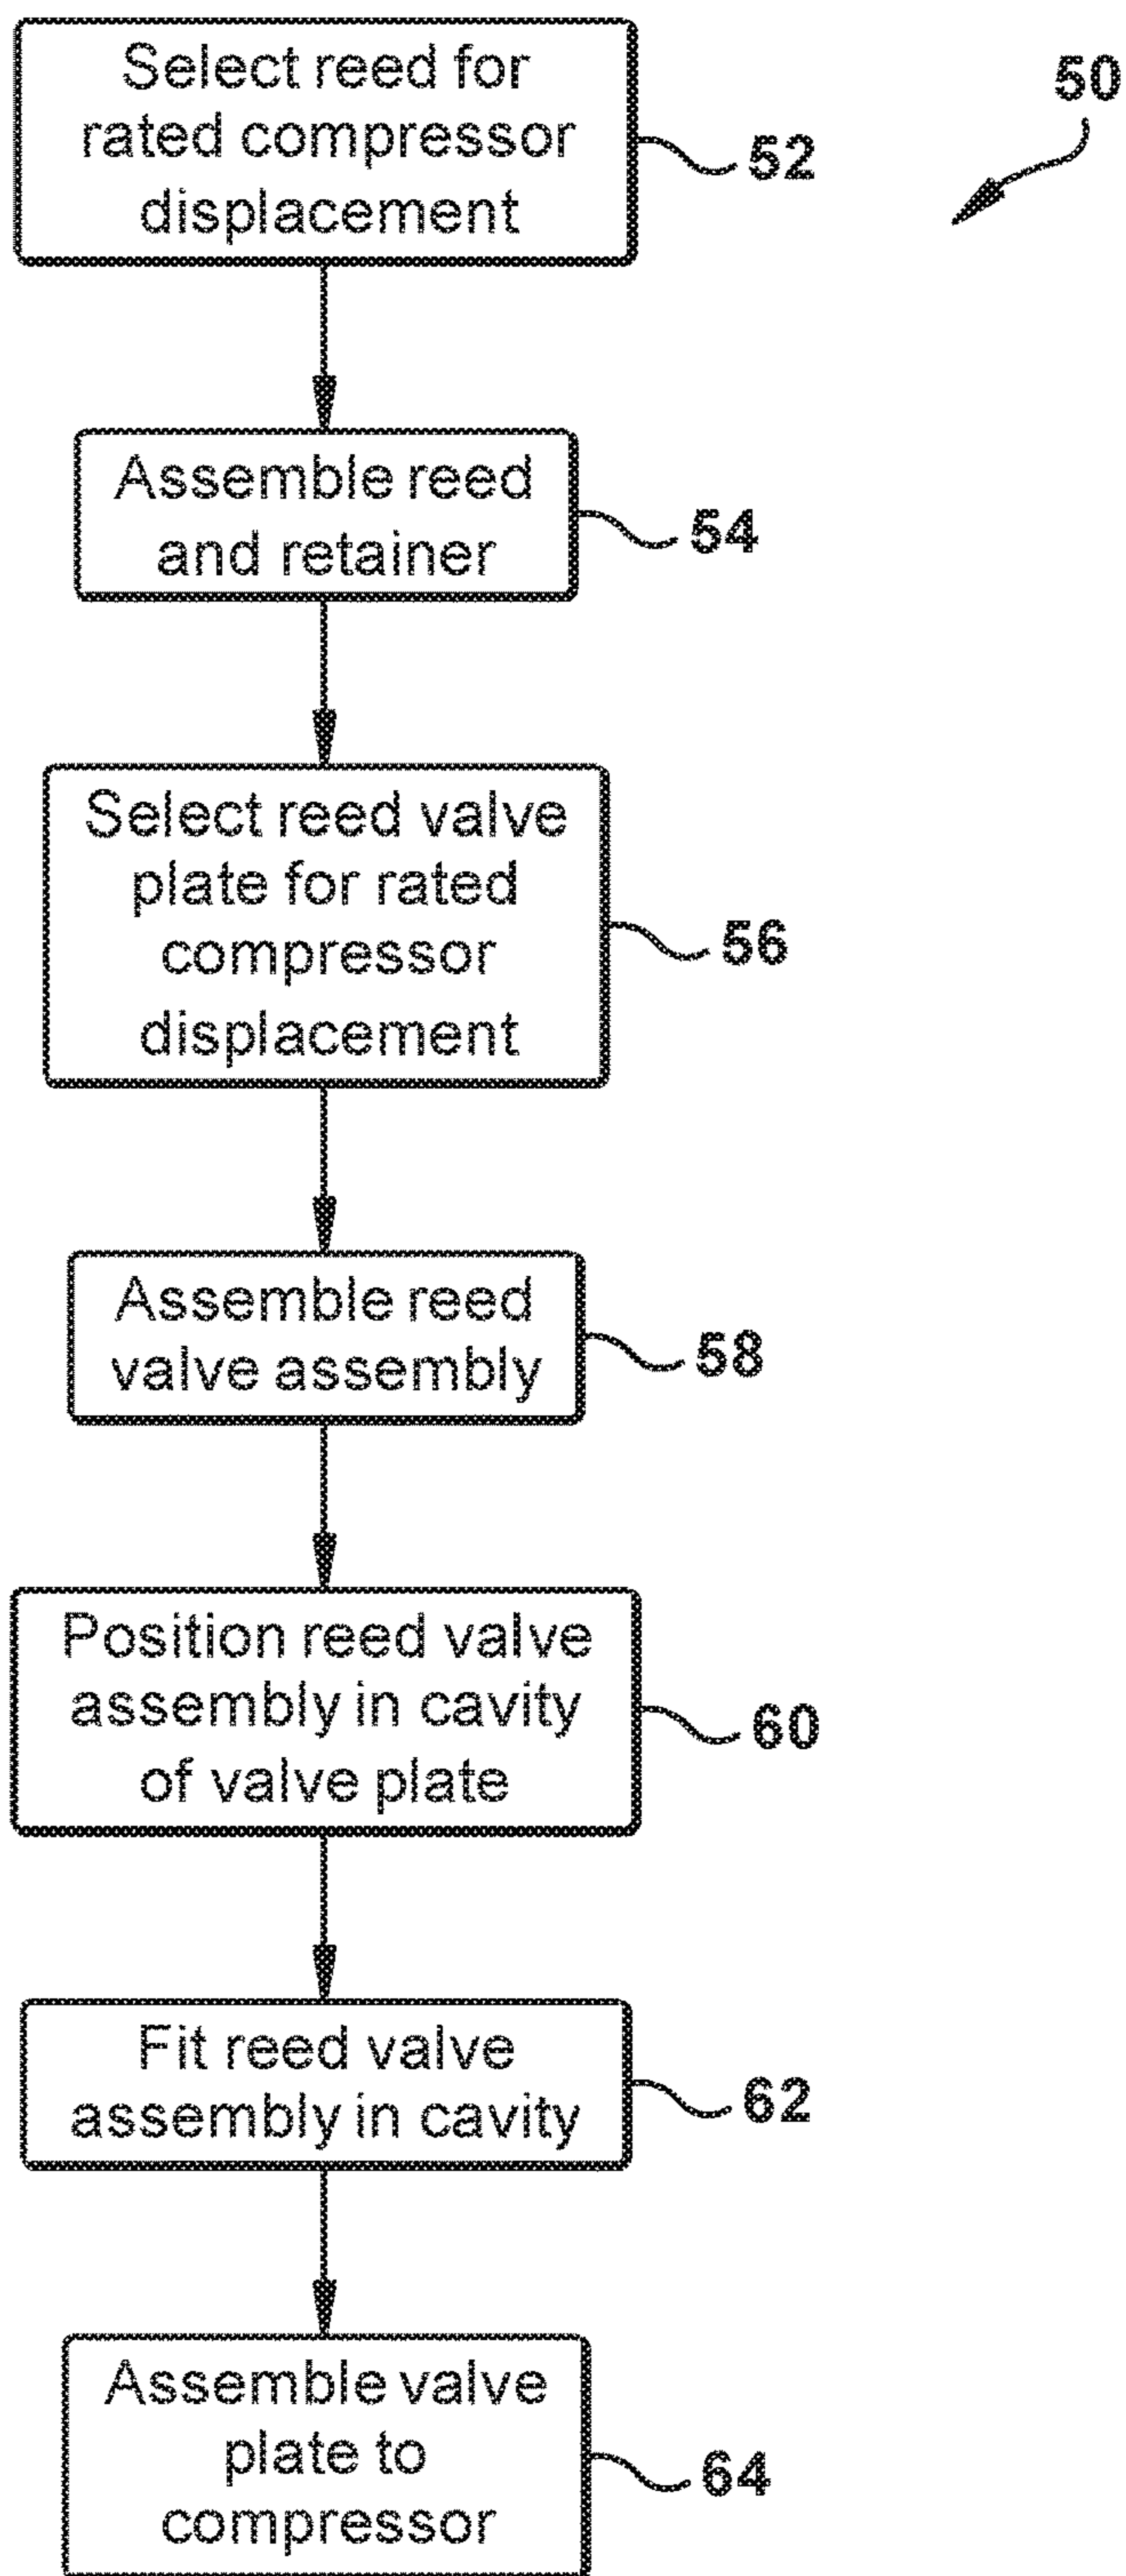 50
Select reed for
rated compressor
displacement
52
Assemble reed
and retainer
54
Select reed valve
plate for rated
compressor
displacement
56
Assemble reed
valve assembly
58
Position reed valve
assembly in cavity
of valve plate
60
Fit reed valve
assembly in cavity
62
Assemble valve
plate to
compressor
64